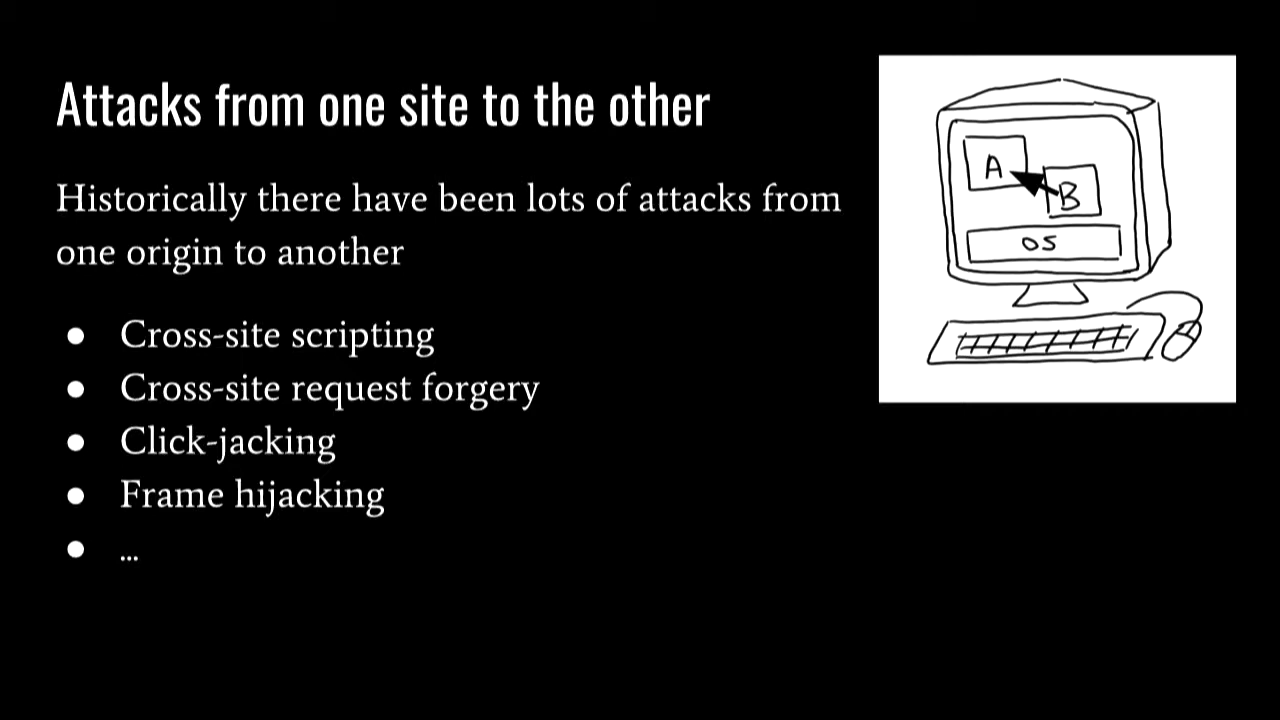 Attacks from one site to the other
Historically there have been lots of attacks from
one origin to another
● Cross-site scripting
● Cross-site request forgery
● Click-jacking
● Frame hijacking
● ...
A
B
OS